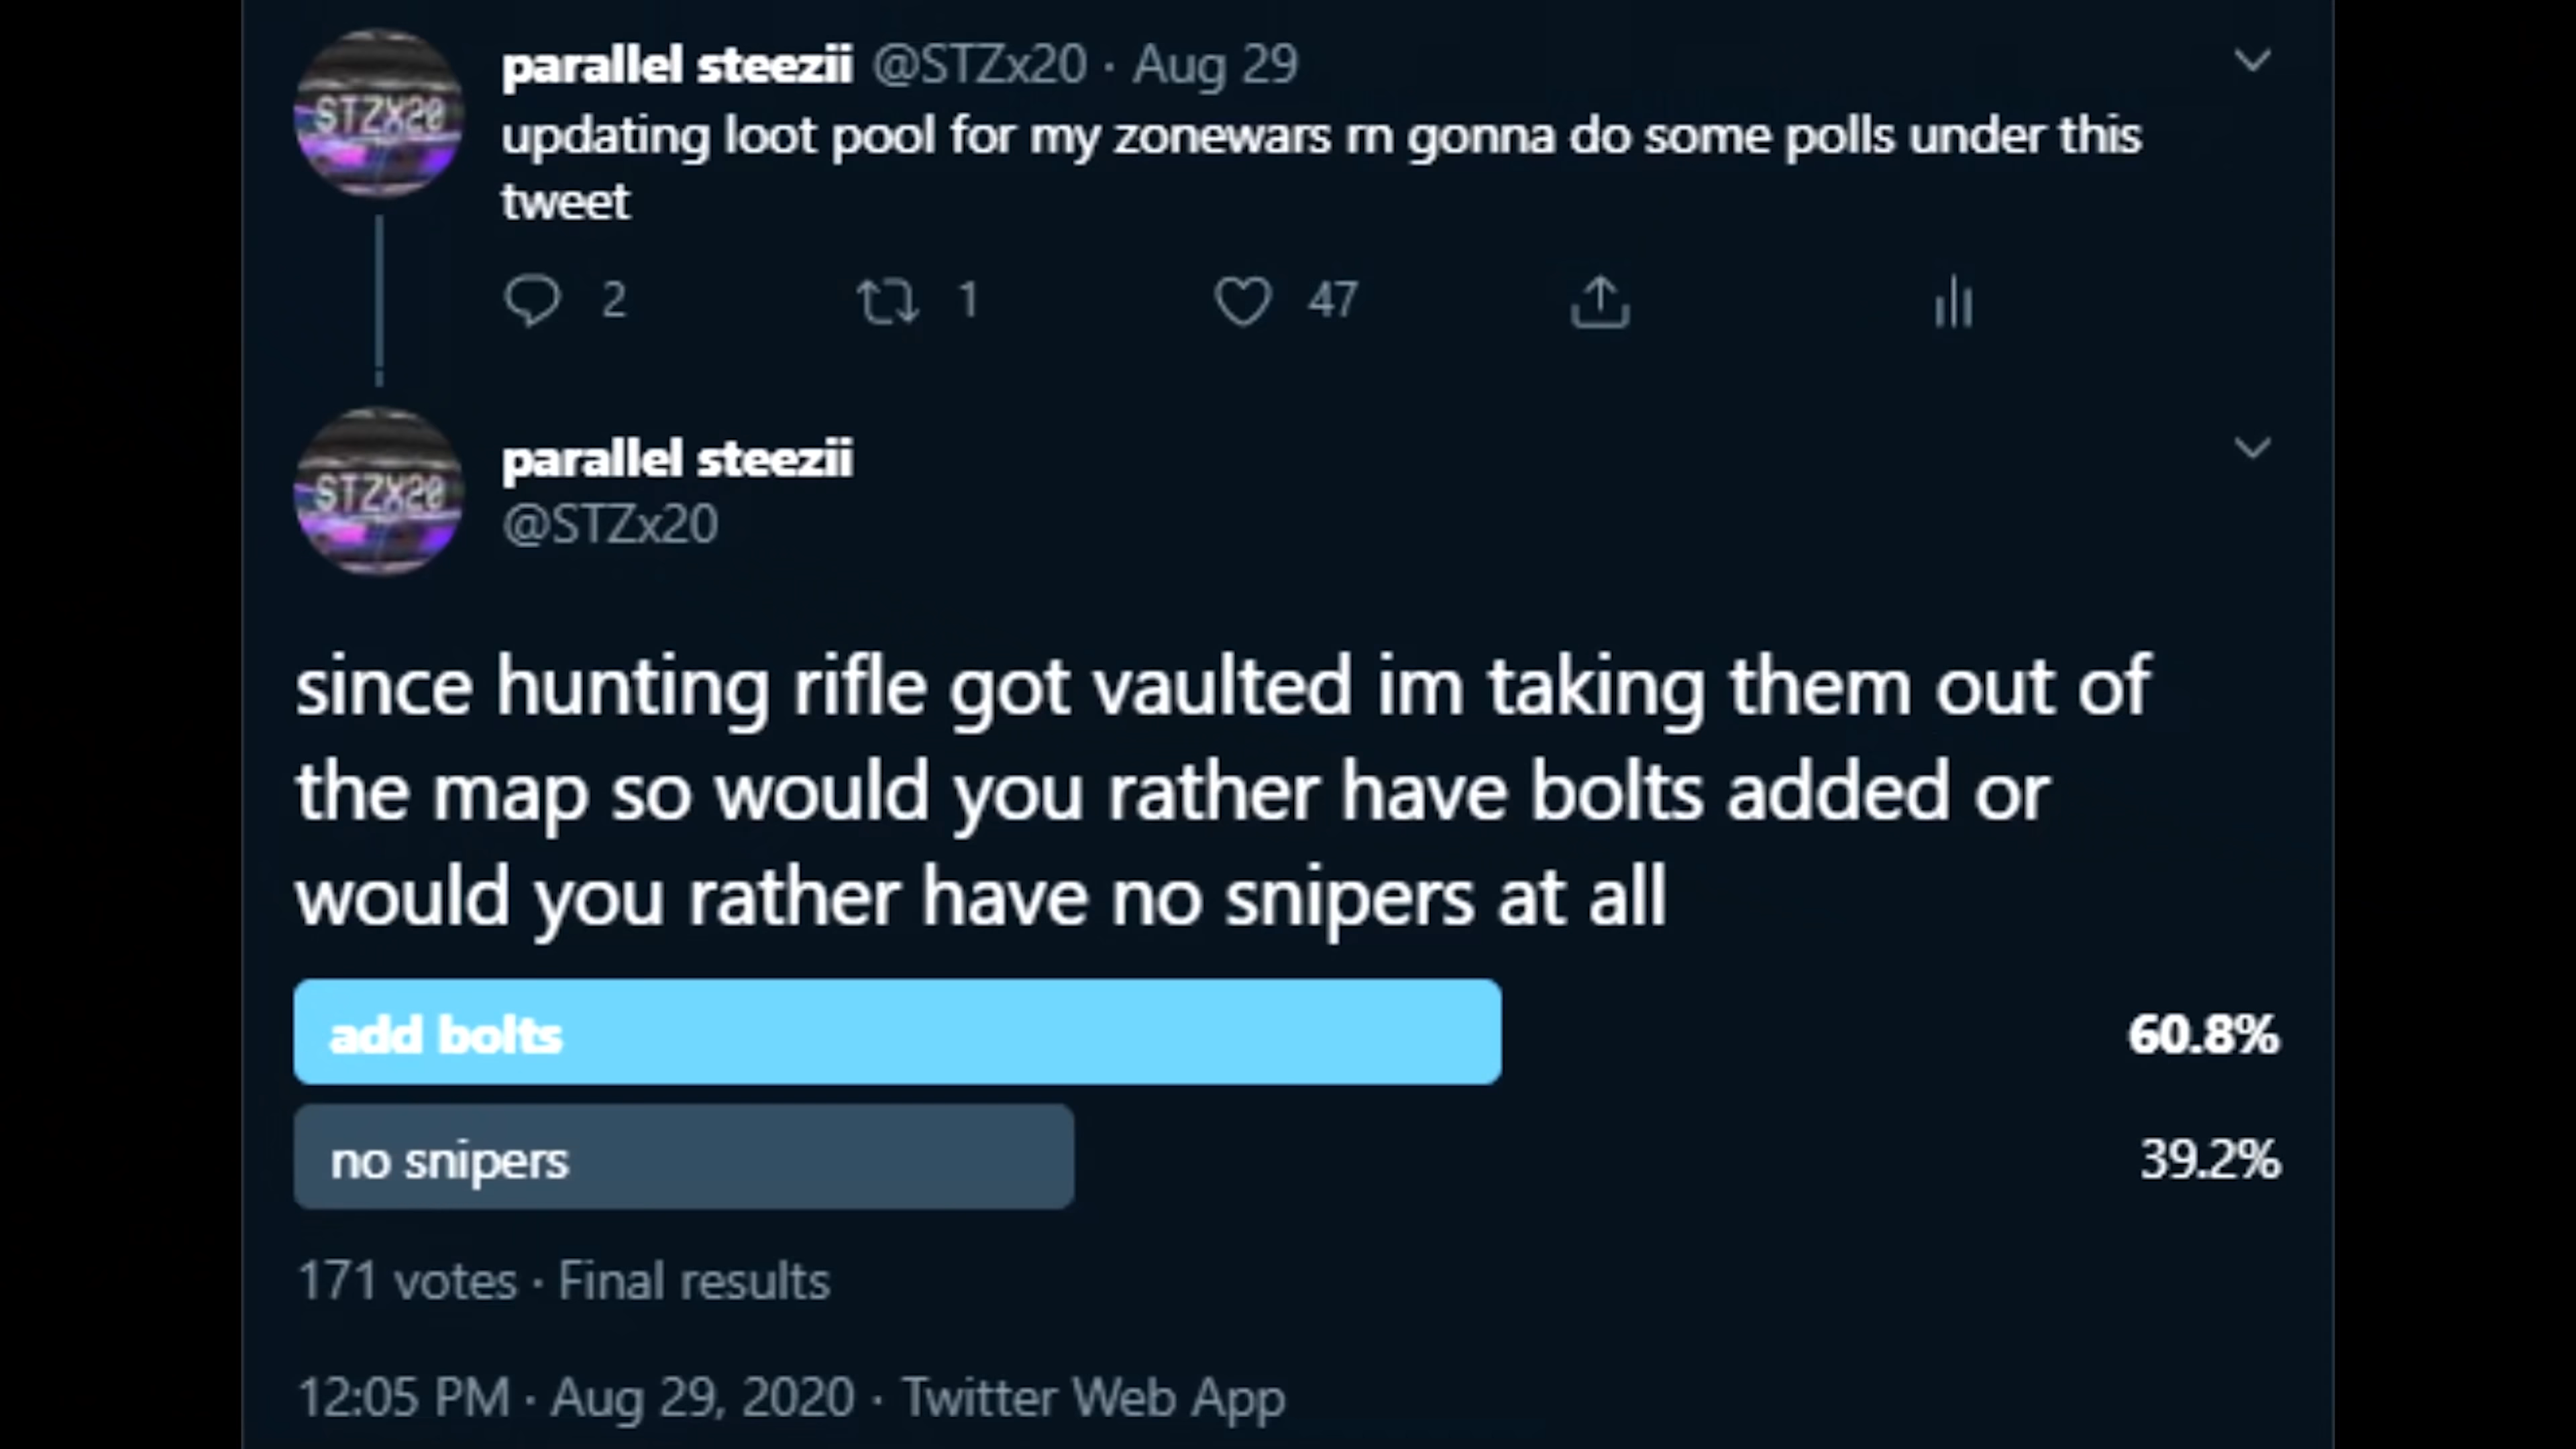 STZX20
parallel steezii @STZx20 · Aug 29
updating loot pool for my zonewars rn gonna do some polls under this
tweet
2 1 47
STZX20
parallel steezii
@STZx20
since hunting rifle got vaulted im taking them out of
the map so would you rather have bolts added or
would you rather have no snipers at all
add bolts 60.8%
no snipers 39.2%
171 votes · Final results
12:05 PM · Aug 29, 2020 · Twitter Web App